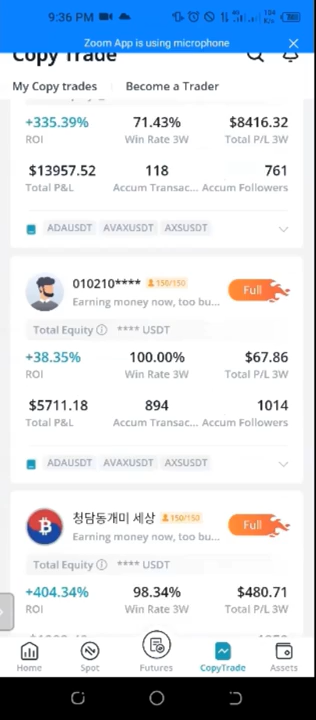 9:36 PM
Zoom App is using microphone
Copy Trade
My Copy trades Become a Trader
+335.39% 71.43% $8416.32
ROI Win Rate 3W Total P/L 3W
$13957.52 118 761
Total P&L Accum Transac... Accum Followers
ADAUSDT AVAXUSDT AXSUSDT
010210**** 150/150 Full
Earning money now, too bu...
Total Equity **** USDT
+38.35% 100.00% $67.86
ROI Win Rate 3W Total P/L 3W
$5711.18 894 1014
Total P&L Accum Transac... Accum Followers
ADAUSDT AVAXUSDT AXSUSDT
청담동개미 세상 150/150 Full
Earning money now, too bu...
Total Equity **** USDT
+404.34% 98.34% $480.71
ROI Win Rate 3W Total P/L 3W
Home Spot Futures CopyTrade Assets